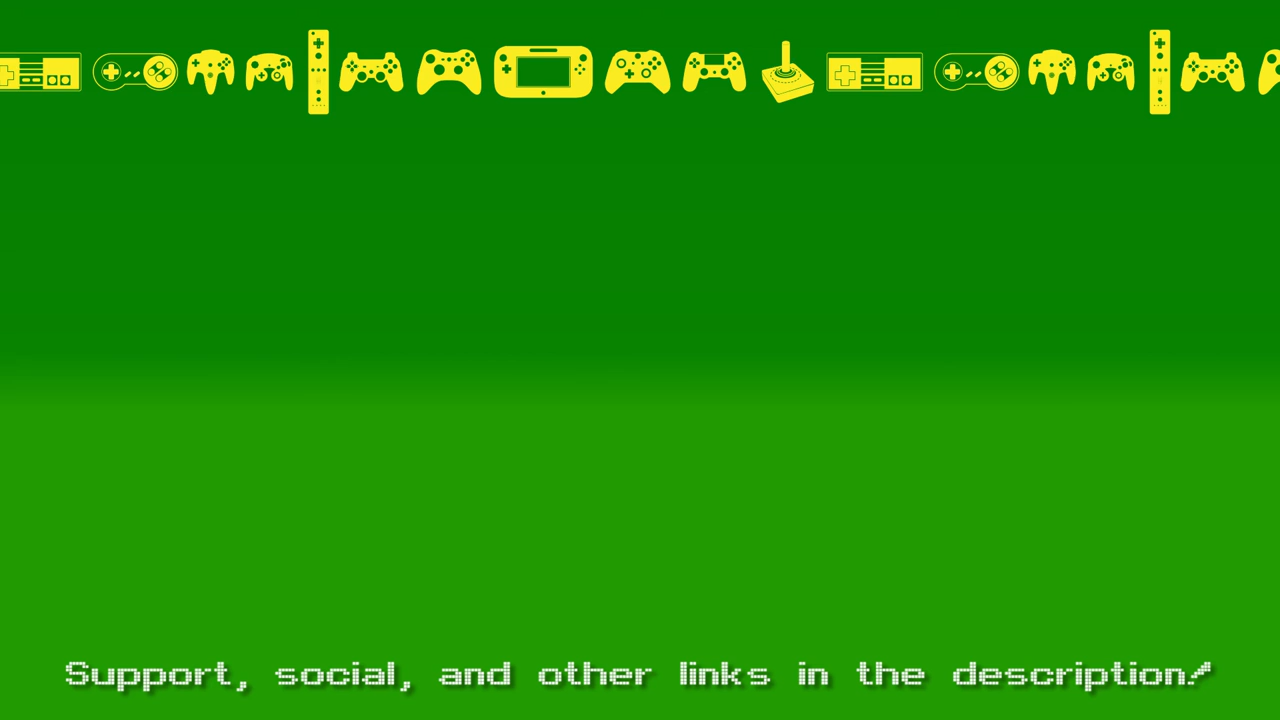 Support, social, and other links in the description!